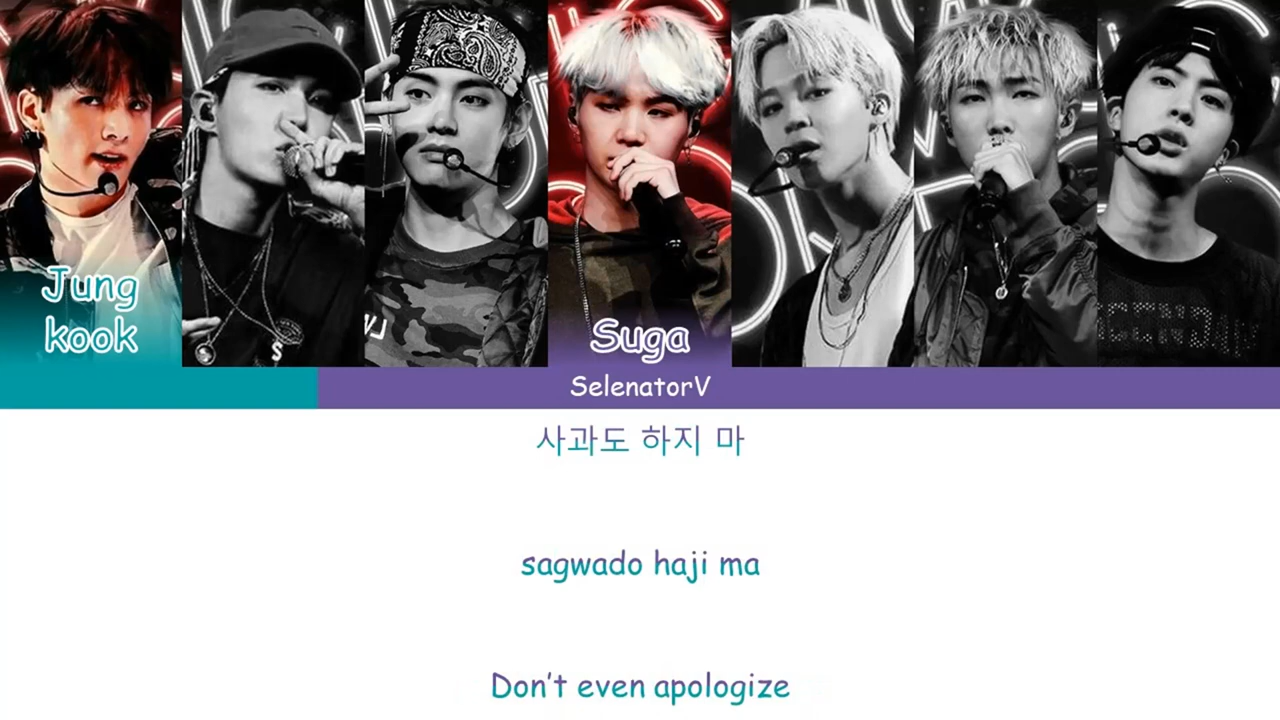 Jung
kook
Suga
SelenatorV
사과도 하지 마
sagwado haji ma
Don't even apologize